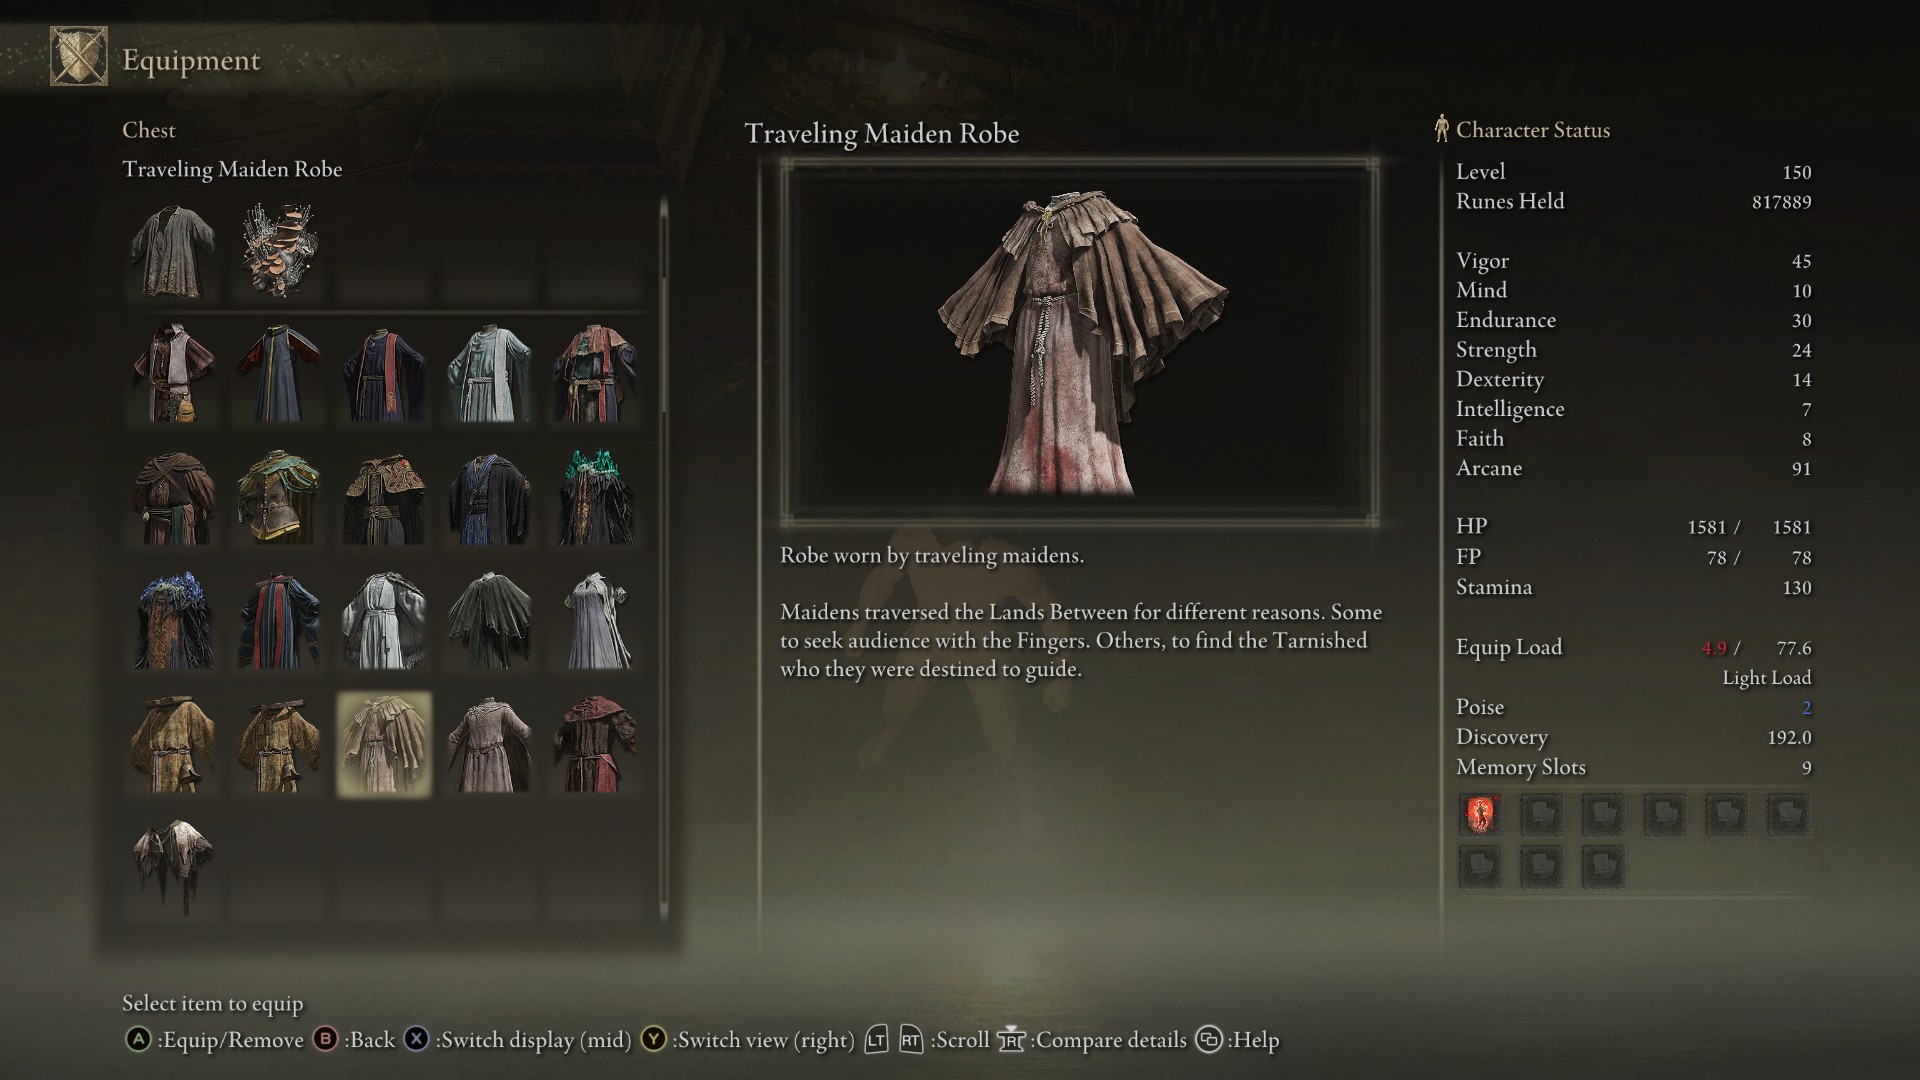 Equipment
Chest
Traveling Maiden Robe
Traveling Maiden Robe
Robe worn by traveling maidens.
Maidens traversed the Lands Between for different reasons. Some
to seek audience with the Fingers. Others, to find the Tarnished
who they were destined to guide.
Character Status
Level 150
Runes Held 817889
Vigor 45
Mind 10
Endurance 30
Strength 24
Dexterity 14
Intelligence 7
Faith 8
Arcane 91
HP 1581 / 1581
FP 78 / 78
Stamina 130
Equip Load 4.9 / 77.6
Light Load
Poise 2
Discovery 192.0
Memory Slots 9
Select item to equip
A :Equip/Remove B :Back X :Switch display (mid) Y :Switch view (right) LT RT :Scroll R :Compare details :Help